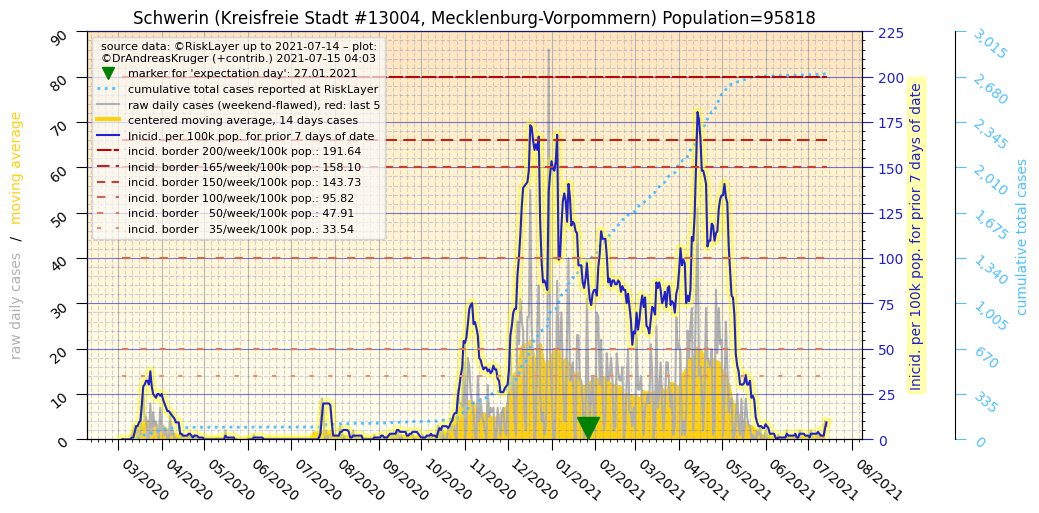 Schwerin (Kreisfreie Stadt #13004, Mecklenburg-Vorpommern) Population=95818
source data: ©RiskLayer up to 2021-07-14 – plot:
©DrAndreasKruger (+contrib.) 2021-07-15 04:03
marker for 'expectation day': 27.01.2021
cumulative total cases reported at RiskLayer
raw daily cases (weekend-flawed), red: last 5
centered moving average, 14 days cases
Inicid. per 100k pop. for prior 7 days of date
incid. border 200/week/100k pop.: 191.64
incid. border 165/week/100k pop.: 158.10
incid. border 150/week/100k pop.: 143.73
incid. border 100/week/100k pop.: 95.82
incid. border 50/week/100k pop.: 47.91
incid. border 35/week/100k pop.: 33.54
raw daily cases / moving average
90
80
70
60
50
40
30
20
10
0
225
200
175
150
125
100
75
50
25
0
Inicid. per 100k pop. for prior 7 days of date
3,015
2,680
2,345
2,010
1,675
1,340
1,005
670
335
0
cumulative total cases
03/2020
04/2020
05/2020
06/2020
07/2020
08/2020
09/2020
10/2020
11/2020
12/2020
01/2021
02/2021
03/2021
04/2021
05/2021
06/2021
07/2021
08/2021